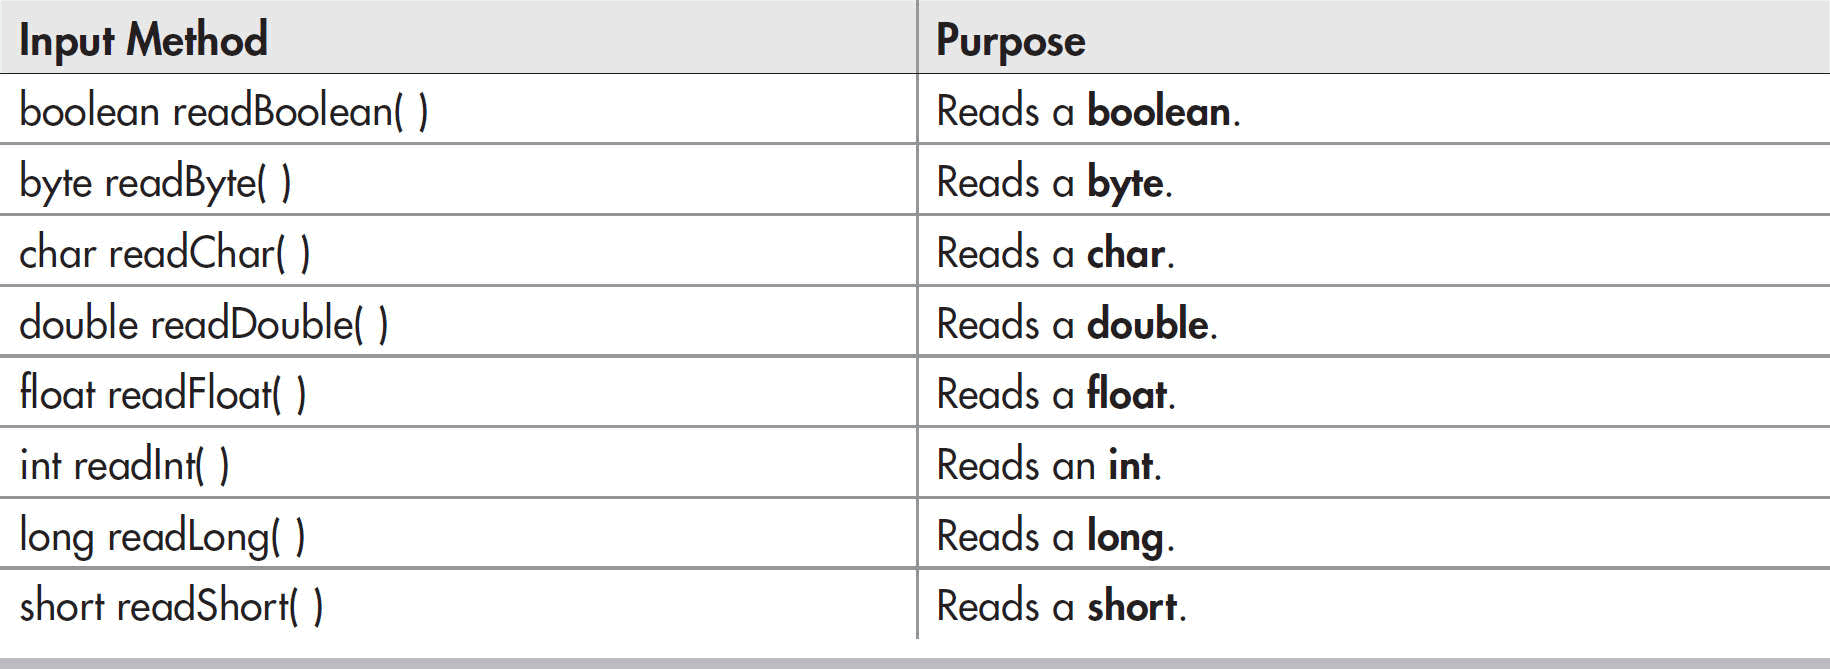 Input Method Purpose
boolean readBoolean( ) Reads a boolean.
byte readByte( ) Reads a byte.
char readChar( ) Reads a char.
double readDouble( ) Reads a double.
float readFloat( ) Reads a float.
int readInt( ) Reads an int.
long readLong( ) Reads a long.
short readShort( ) Reads a short.